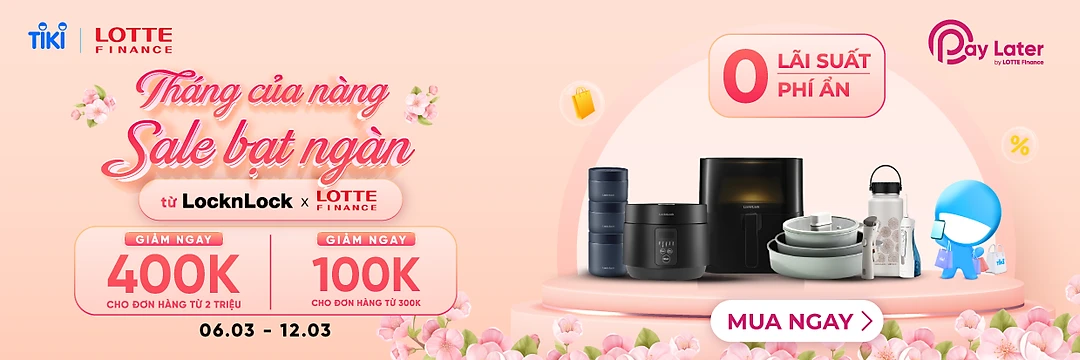 TIKI
LOTTE
FINANCE
Tháng của nàng
Sale bạt ngàn
từ LocknLock x LOTTE FINANCE
GIẢM NGAY
400K
CHO ĐƠN HÀNG TỪ 2 TRIỆU
GIẢM NGAY
100K
CHO ĐƠN HÀNG TỪ 300K
06.03 - 12.03
0 LÃI SUẤT
PHÍ ẨN
Pay Later
by LOTTE Finance
%
TIKI
MUA NGAY >